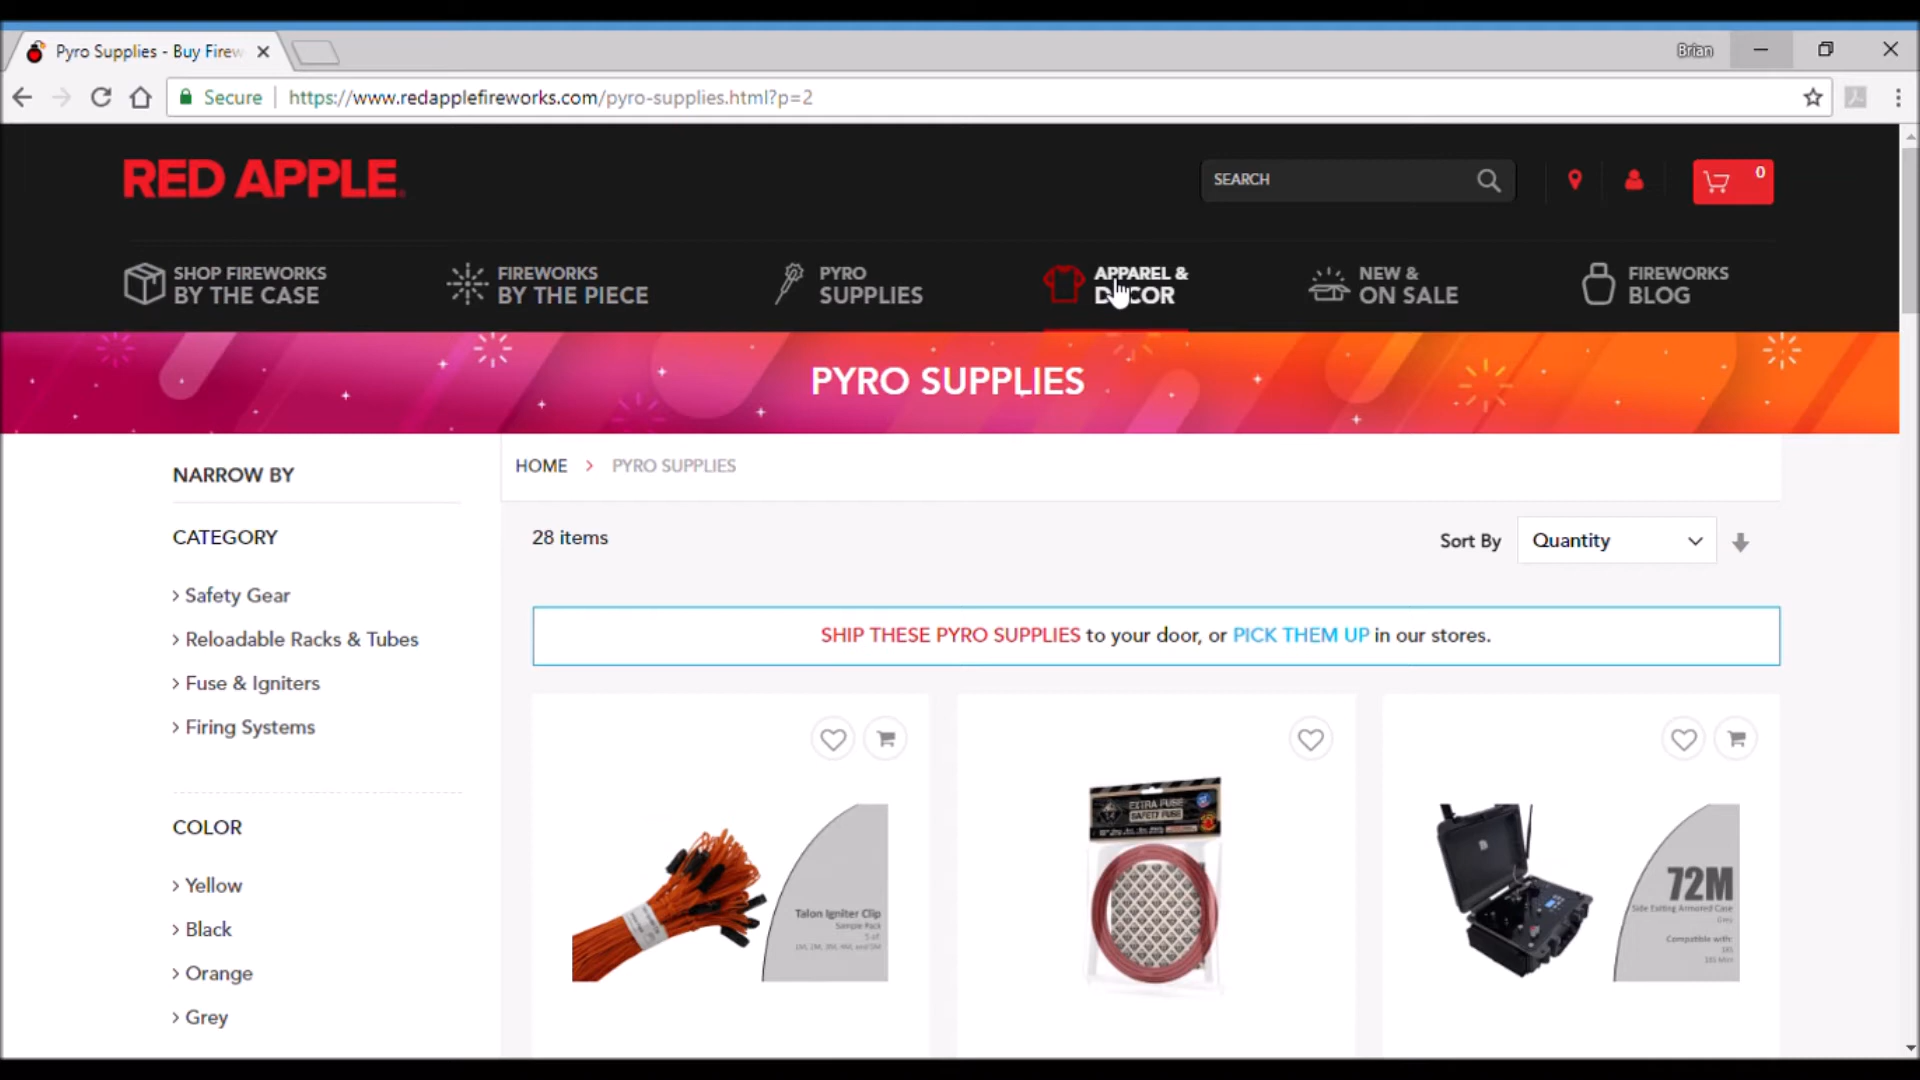 Pyro Supplies - Buy Firew
Brian
Secure
https://www.redapplefireworks.com/pyro-supplies.html?p=2
RED APPLE
SEARCH
0
SHOP FIREWORKS
BY THE CASE
FIREWORKS
BY THE PIECE
PYRO
SUPPLIES
APPAREL &
DECOR
NEW &
ON SALE
FIREWORKS
BLOG
PYRO SUPPLIES
NARROW BY
CATEGORY
Safety Gear
Reloadable Racks & Tubes
Fuse & Igniters
Firing Systems
COLOR
Yellow
Black
Orange
Grey
HOME > PYRO SUPPLIES
28 items
Sort By
Quantity
SHIP THESE PYRO SUPPLIES to your door, or PICK THEM UP in our stores.
Talon Igniter Clip
Sample Pack
5 of:
1M, 2M, 3M, 4M, and 5M
EXTRA FUSE
SAFETY FUSE
72M
Side Exiting Armored Case
Compatible with: